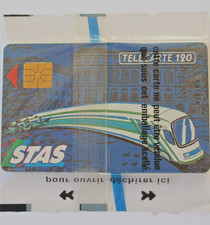 TELECARTE 120
cette carte ne peut être vendue
que sous cet emballage scellé.
STAS
pour ouvrir déchirer ici